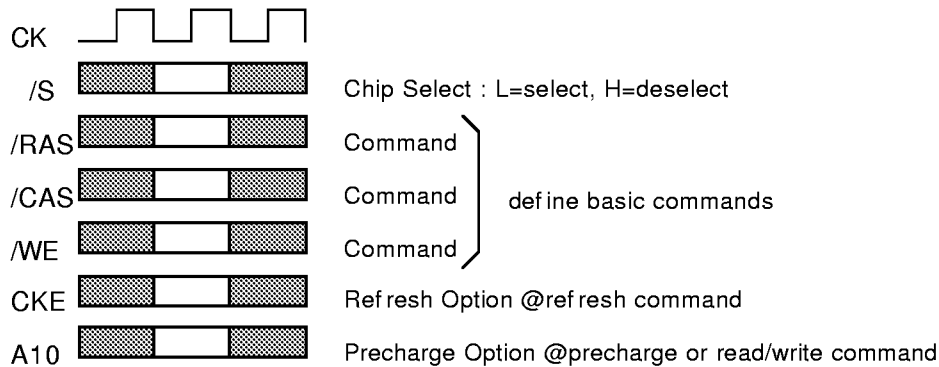 CK
/S Chip Select : L=select, H=deselect
/RAS Command
/CAS Command define basic commands
/WE Command
CKE Refresh Option @refresh command
A10 Precharge Option @precharge or read/write command